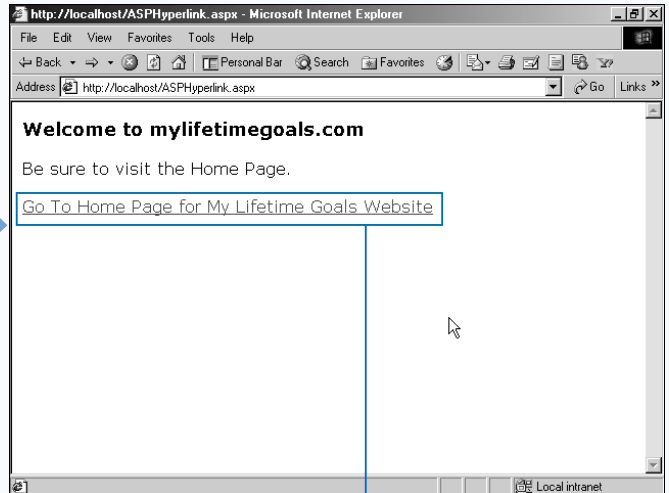 http://localhost/ASPHyperlink.aspx - Microsoft Internet Explorer
File Edit View Favorites Tools Help
Back Personal Bar Search Favorites
Address http://localhost/ASPHyperlink.aspx Go Links »
Welcome to mylifetimegoals.com
Be sure to visit the Home Page.
Go To Home Page for My Lifetime Goals Website
Local intranet